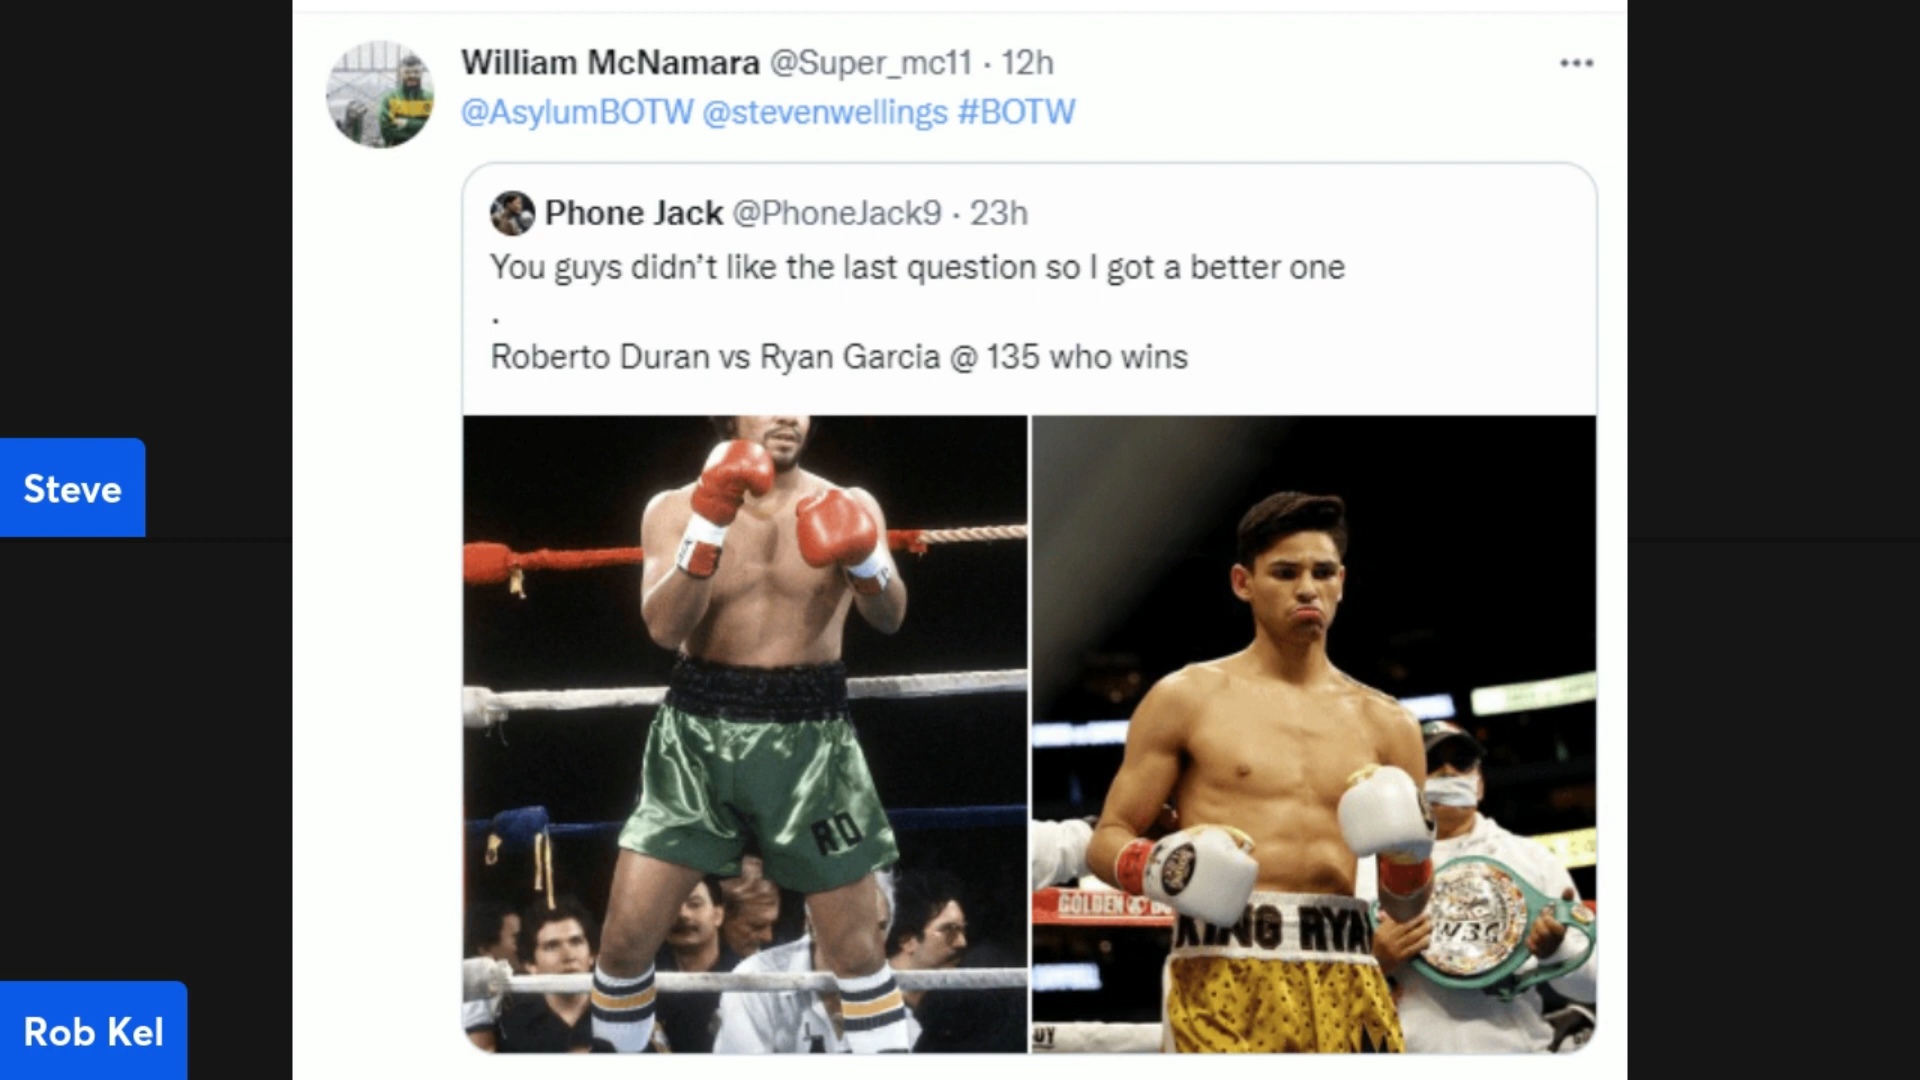 William McNamara @Super_mc11 · 12h
@AsylumBOTW @stevenwellings #BOTW
Phone Jack @PhoneJack9 · 23h
You guys didn’t like the last question so I got a better one
.
Roberto Duran vs Ryan Garcia @ 135 who wins
Steve
RD
GOLDEN
KING RYA
WBC
Rob Kel